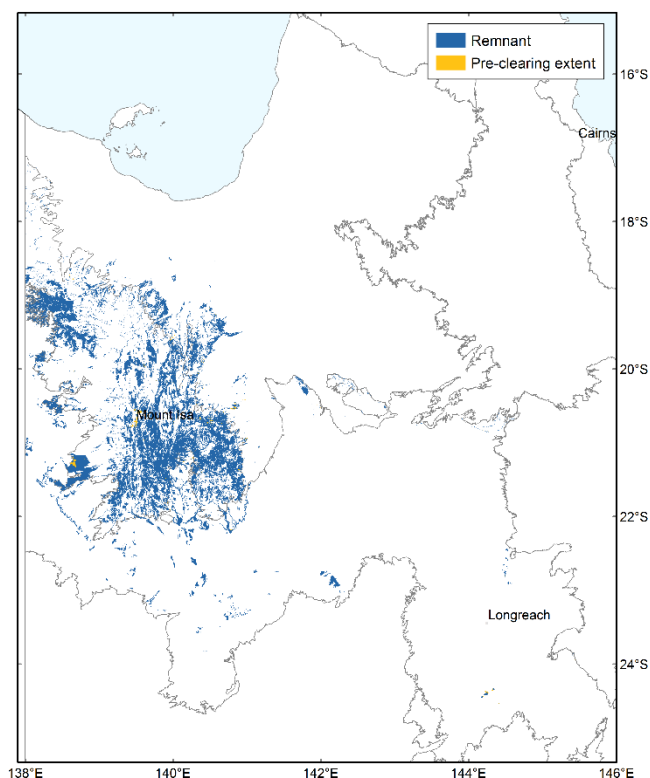 Remnant
Pre-clearing extent
16°S
Cairns
18°S
20°S
Mount Isa
22°S
Longreach
24°S
138°E
140°E
142°E
144°E
146°E